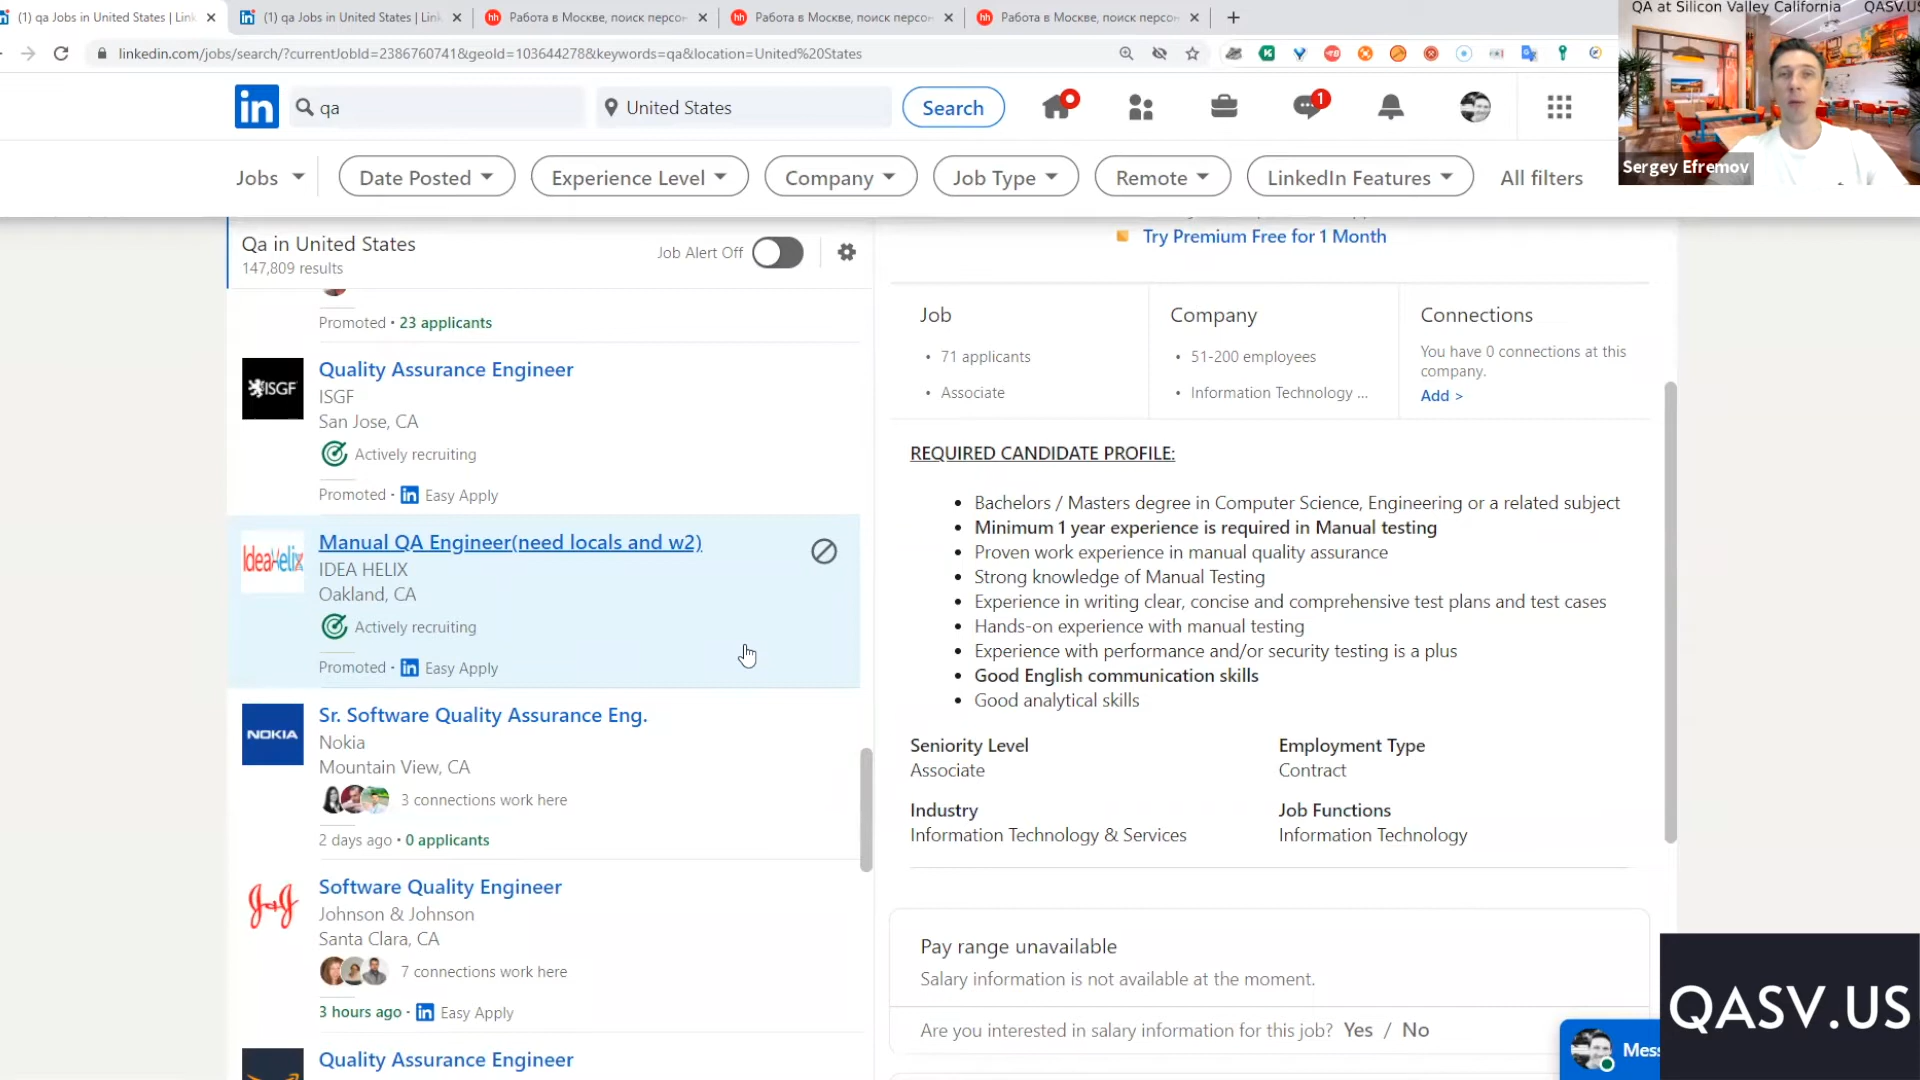 (1) qa Jobs in United States | Link
(1) qa Jobs in United States | Link
Работа в Москве, поиск персон
Работа в Москве, поиск персон
Работа в Москве, поиск персон
linkedin.com/jobs/search/?currentJobId=2386760741&geoId=103644278&keywords=qa&location=United%20States
QA at Silicon Valley California QASV.US
Sergey Efremov
in
qa
United States
Search
1
Jobs
Date Posted
Experience Level
Company
Job Type
Remote
LinkedIn Features
All filters
Qa in United States
147,809 results
Job Alert Off
Promoted • 23 applicants
ISGF
Quality Assurance Engineer
ISGF
San Jose, CA
Actively recruiting
Promoted · in Easy Apply
IdeaHelix
Manual QA Engineer(need locals and w2)
IDEA HELIX
Oakland, CA
Actively recruiting
Promoted · in Easy Apply
NOKIA
Sr. Software Quality Assurance Eng.
Nokia
Mountain View, CA
3 connections work here
2 days ago • 0 applicants
J&J
Software Quality Engineer
Johnson & Johnson
Santa Clara, CA
7 connections work here
3 hours ago · in Easy Apply
Quality Assurance Engineer
Try Premium Free for 1 Month
Job
• 71 applicants
• Associate
Company
• 51-200 employees
• Information Technology ...
Connections
You have 0 connections at this
company.
Add >
REQUIRED CANDIDATE PROFILE:
• Bachelors / Masters degree in Computer Science, Engineering or a related subject
• Minimum 1 year experience is required in Manual testing
• Proven work experience in manual quality assurance
• Strong knowledge of Manual Testing
• Experience in writing clear, concise and comprehensive test plans and test cases
• Hands-on experience with manual testing
• Experience with performance and/or security testing is a plus
• Good English communication skills
• Good analytical skills
Seniority Level
Associate
Employment Type
Contract
Industry
Information Technology & Services
Job Functions
Information Technology
Pay range unavailable
Salary information is not available at the moment.
Are you interested in salary information for this job? Yes / No
Mess
QASV.US